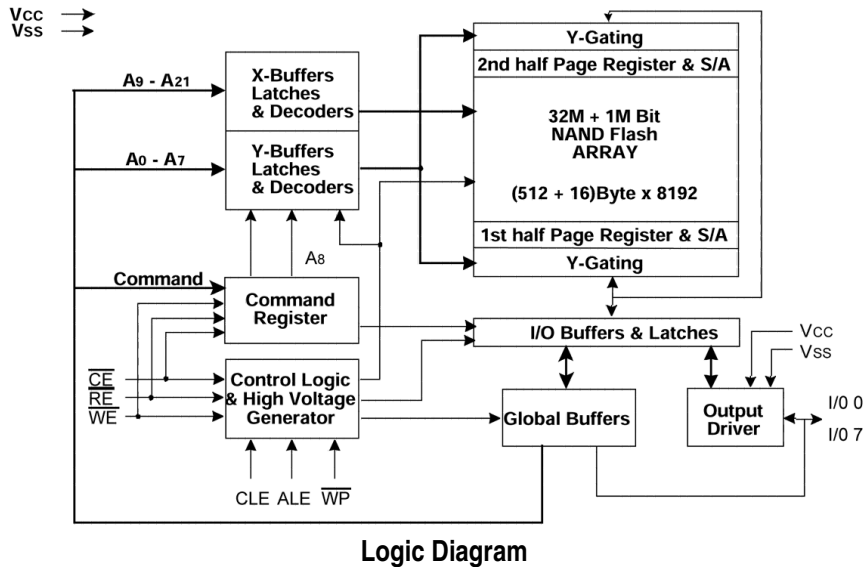 VCC
VSS
A9 - A21
X-Buffers
Latches
& Decoders
A0 - A7
Y-Buffers
Latches
& Decoders
Y-Gating
2nd half Page Register & S/A
32M + 1M Bit
NAND Flash
ARRAY
(512 + 16)Byte x 8192
1st half Page Register & S/A
Y-Gating
A8
Command
Command
Register
I/O Buffers & Latches
VCC
VSS
CE
RE
WE
Control Logic
& High Voltage
Generator
Global Buffers
Output
Driver
I/0 0
I/0 7
CLE ALE WP
Logic Diagram